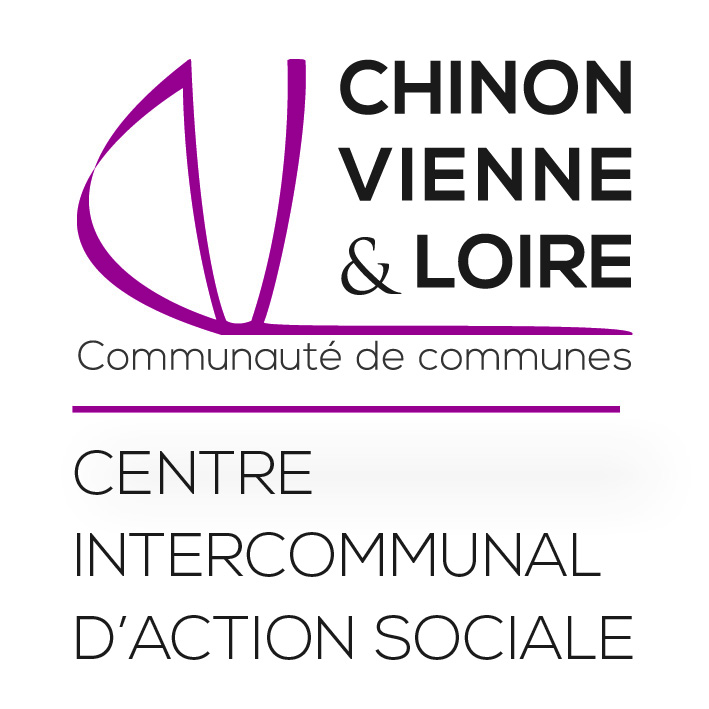 CHINON
VIENNE
& LOIRE
Communauté de communes
CENTRE
INTERCOMMUNAL
D'ACTION SOCIALE